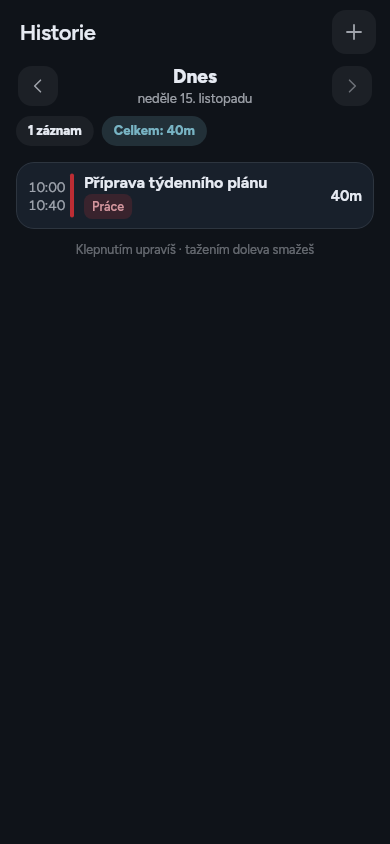 Historie
Dnes
neděle 15. listopadu
1 záznam
Celkem: 40m
10:00
10:40
Příprava týdenního plánu
Práce
40m
Klepnutím upravíš · tažením doleva smažeš